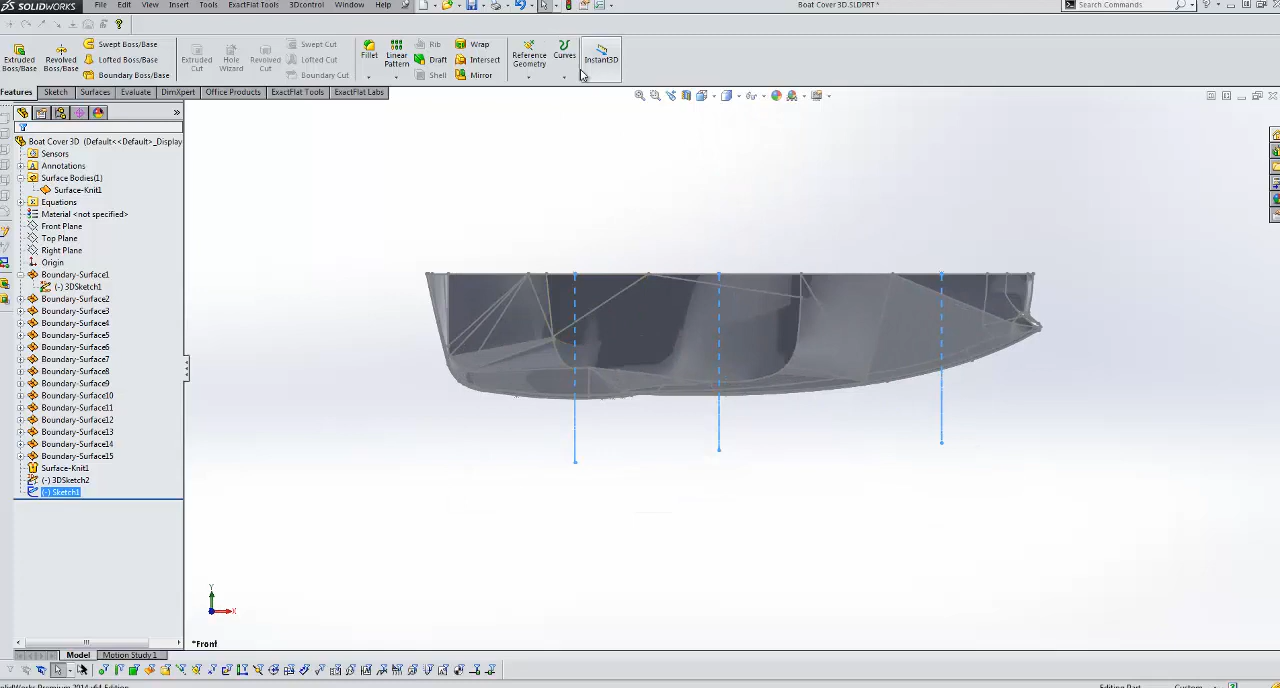 SOLIDWORKS File Edit View Insert Tools ExactFlat Tools 3Dcontrol Window Help Boat Cover 3D.SLDPRT * Search Commands
Extruded Boss/Base Revolved Boss/Base Swept Boss/Base Lofted Boss/Base Boundary Boss/Base Extruded Cut Hole Wizard Revolved Cut Swept Cut Lofted Cut Boundary Cut Fillet Linear Pattern Rib Draft Shell Wrap Intersect Mirror Reference Geometry Curves Instant3D
Features Sketch Surfaces Evaluate DimXpert Office Products ExactFlat Tools ExactFlat Labs
Boat Cover 3D (Default<<Default>_Display
Sensors
Annotations
Surface Bodies(1)
Surface-Knit1
Equations
Material <not specified>
Front Plane
Top Plane
Right Plane
Origin
Boundary-Surface1
(-) 3DSketch1
Boundary-Surface2
Boundary-Surface3
Boundary-Surface4
Boundary-Surface5
Boundary-Surface6
Boundary-Surface7
Boundary-Surface8
Boundary-Surface9
Boundary-Surface10
Boundary-Surface11
Boundary-Surface12
Boundary-Surface13
Boundary-Surface14
Boundary-Surface15
Surface-Knit1
(-) 3DSketch2
(-) Sketch1
Y
X
*Front
Model Motion Study 1
SolidWorks Premium 2014 x64 Edition Editing Part Custom